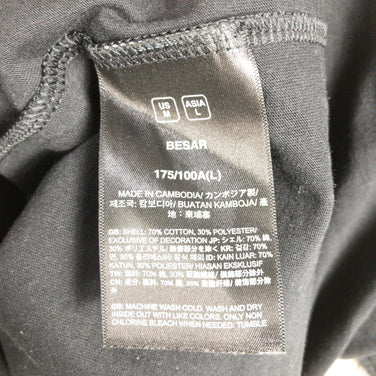 US M ASIA L
BESAR
175/100A(L)
MADE IN CAMBODIA/ カンボジア製/
제조국: 캄보디아/ BUATAN KAMBOJA/ 產
地：柬埔寨
GB: SHELL: 70% COTTON, 30% POLYESTER/
EXCLUSIVE OF DECORATION JP: シェル: 70% 綿,
30% ポリエステル/ 装飾部分を除く KR: 겉감: 70%
면, 30% 폴리에스터/ 장식 제외 ID: KAIN LUAR: 70%
KATUN, 30% POLYESTER/ HIASAN EKSKLUSIF
TW: 面料: 70% 綿, 30% 聚酯纖維/ 裝飾部分除外
CN: 面料: 70% 棉, 30% 聚酯纤维/ 装饰部分除外
GB: MACHINE WASH COLD, WASH AND DRY
INSIDE OUT WITH LIKE COLORS, USE ONLY NON
CHLORINE BLEACH WHEN NEEDED, TUMBLE